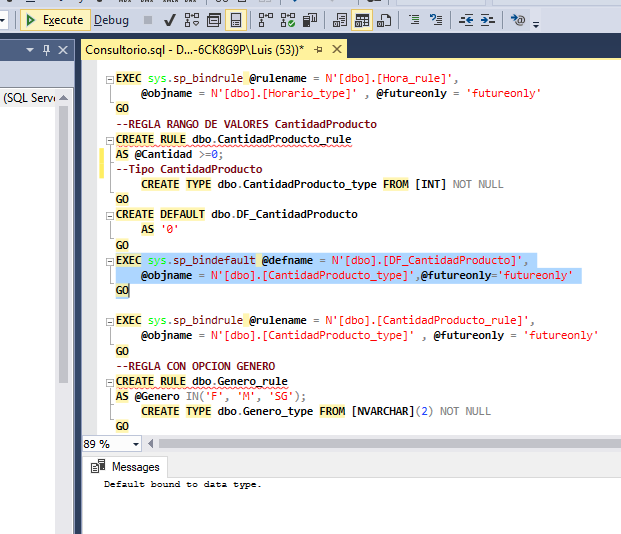 Execute Debug
Consultorio.sql - D...-6CK8G9P\Luis (53))*
(SQL Serve
EXEC sys.sp_bindrule @rulename = N'[dbo].[Hora_rule]',
@objname = N'[dbo].[Horario_type]' , @futureonly = 'futureonly'
GO
--REGLA RANGO DE VALORES CantidadProducto
CREATE RULE dbo.CantidadProducto_rule
AS @Cantidad >=0;
--Tipo CantidadProducto
CREATE TYPE dbo.CantidadProducto_type FROM [INT] NOT NULL
GO
CREATE DEFAULT dbo.DF_CantidadProducto
AS '0'
GO
EXEC sys.sp_bindefault @defname = N'[dbo].[DF_CantidadProducto]',
@objname = N'[dbo].[CantidadProducto_type]',@futureonly='futureonly'
GO
EXEC sys.sp_bindrule @rulename = N'[dbo].[CantidadProducto_rule]',
@objname = N'[dbo].[CantidadProducto_type]' , @futureonly = 'futureonly'
GO
--REGLA CON OPCION GENERO
CREATE RULE dbo.Genero_rule
AS @Genero IN('F', 'M', 'SG');
CREATE TYPE dbo.Genero_type FROM [NVARCHAR](2) NOT NULL
GO
89 %
Messages
Default bound to data type.